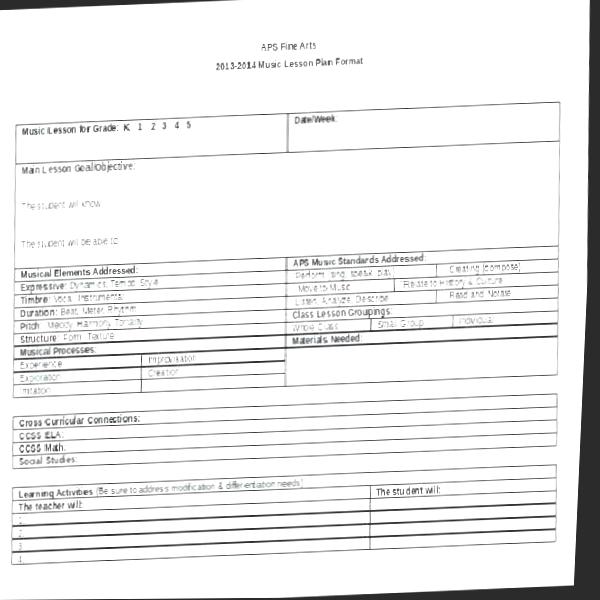 APS Fine Arts
2013-2014 Music Lesson Plan Format
Music Lesson for Grade: K 1 2 3 4 5
Date/Week:
Main Lesson Goal/Objective:
The student will know
The student will be able to
Musical Elements Addressed:
Expressive: Dynamics, Tempo, Style
Timbre: Vocal, Instrumental
Duration: Beat, Meter, Rhythm
Pitch: Melody, Harmony, Tonality
Structure: Form, Texture
Musical Processes:
Experience Improvisation
Exploration Creation
Imitation
APS Music Standards Addressed:
Perform (sing, speak, play) Creating (compose)
Move to Music Relate to History & Culture
Listen, Analyze, Describe Read and Notate
Class Lesson Groupings:
Whole Class Small Group Individual
Materials Needed:
Cross Curricular Connections:
CCSS ELA:
CCSS Math:
Social Studies:
Learning Activities (Be sure to address modification & differentiation needs)
The teacher will: The student will:
1.
2.
3.
4.